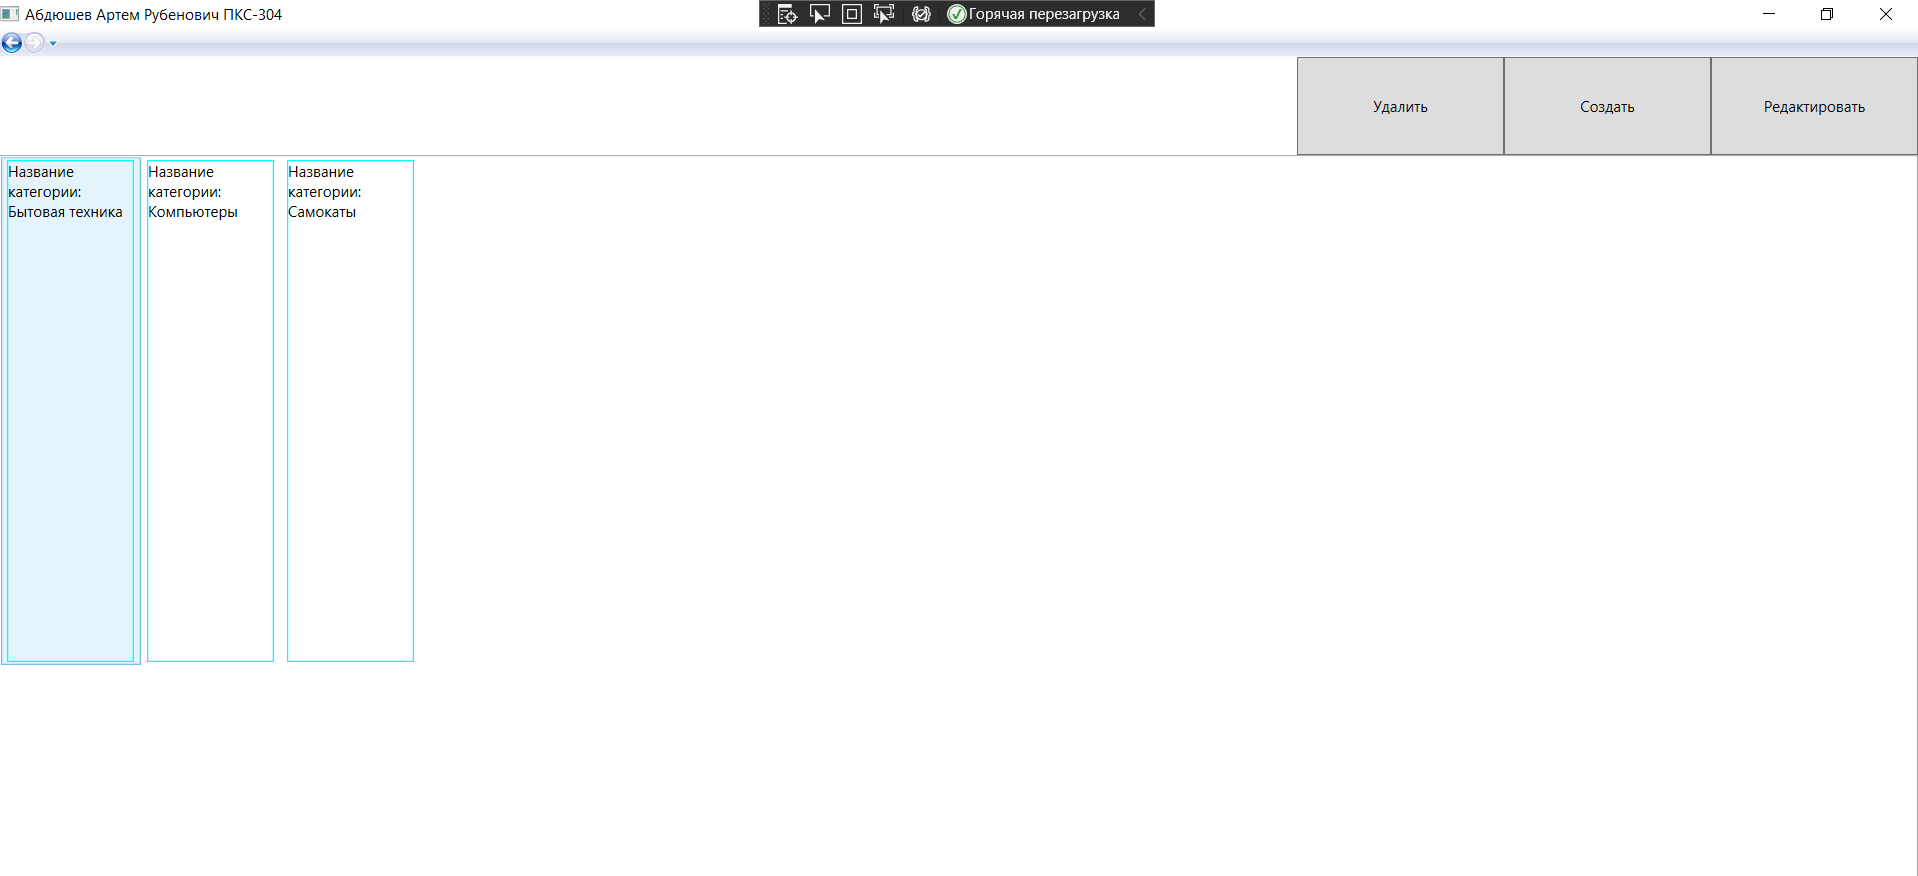 Абдюшев Артем Рубенович ПКС-304
Горячая перезагрузка
Удалить
Создать
Редактировать
Название
категории:
Бытовая техника
Название
категории:
Компьютеры
Название
категории:
Самокаты